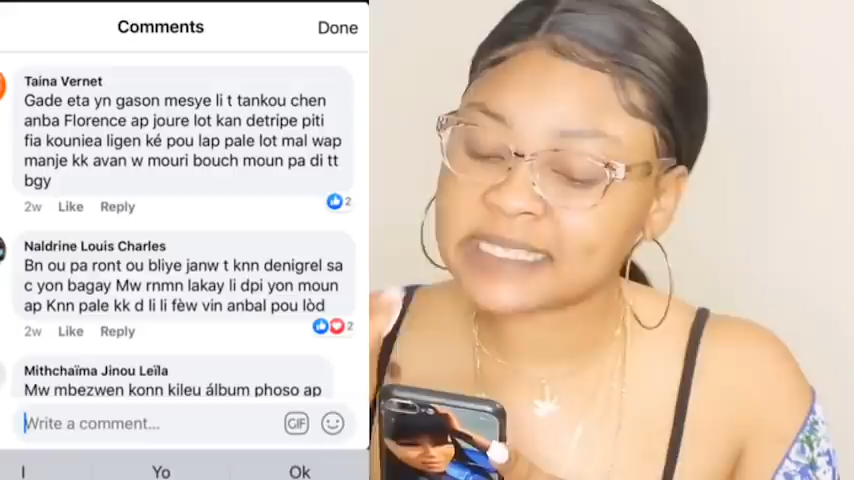 Comments
Done
Taina Vernet
Gade eta yn gason mesye li t tankou chen
anba Florence ap joure lot kan detripe piti
fia kouniea ligen ké pou lap pale lot mal wap
manje kk avan w mouri bouch moun pa di tt
bgy
2w Like Reply 2
Naldrine Louis Charles
Bn ou pa ront ou bliye janw t knn denigrel sa
c yon bagay Mw rnmn lakay li dpi yon moun
ap Knn pale kk d li li fèw vin anbal pou lòd
2w Like Reply 2
Mithchaïma Jinou Leïla
Mw mbezwen konn kileu álbum phoso ap
Write a comment...
GIF
I Yo Ok